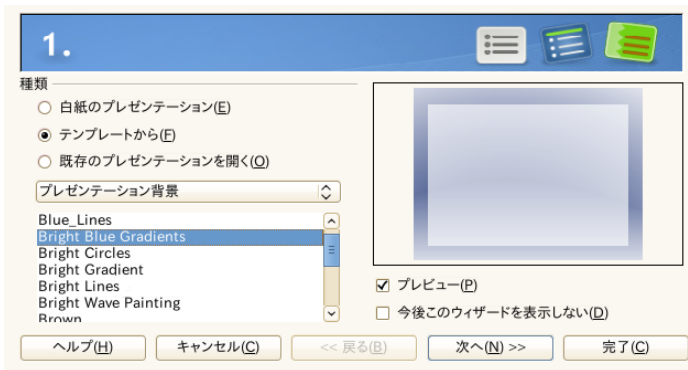 1.
種類
白紙のプレゼンテーション(E)
テンプレートから(F)
既存のプレゼンテーションを開く(O)
プレゼンテーション背景
Blue_Lines
Bright Blue Gradients
Bright Circles
Bright Gradient
Bright Lines
Bright Wave Painting
Brown
プレビュー(P)
今後このウィザードを表示しない(D)
ヘルプ(H) キャンセル(C) << 戻る(B) 次へ(N) >> 完了(C)